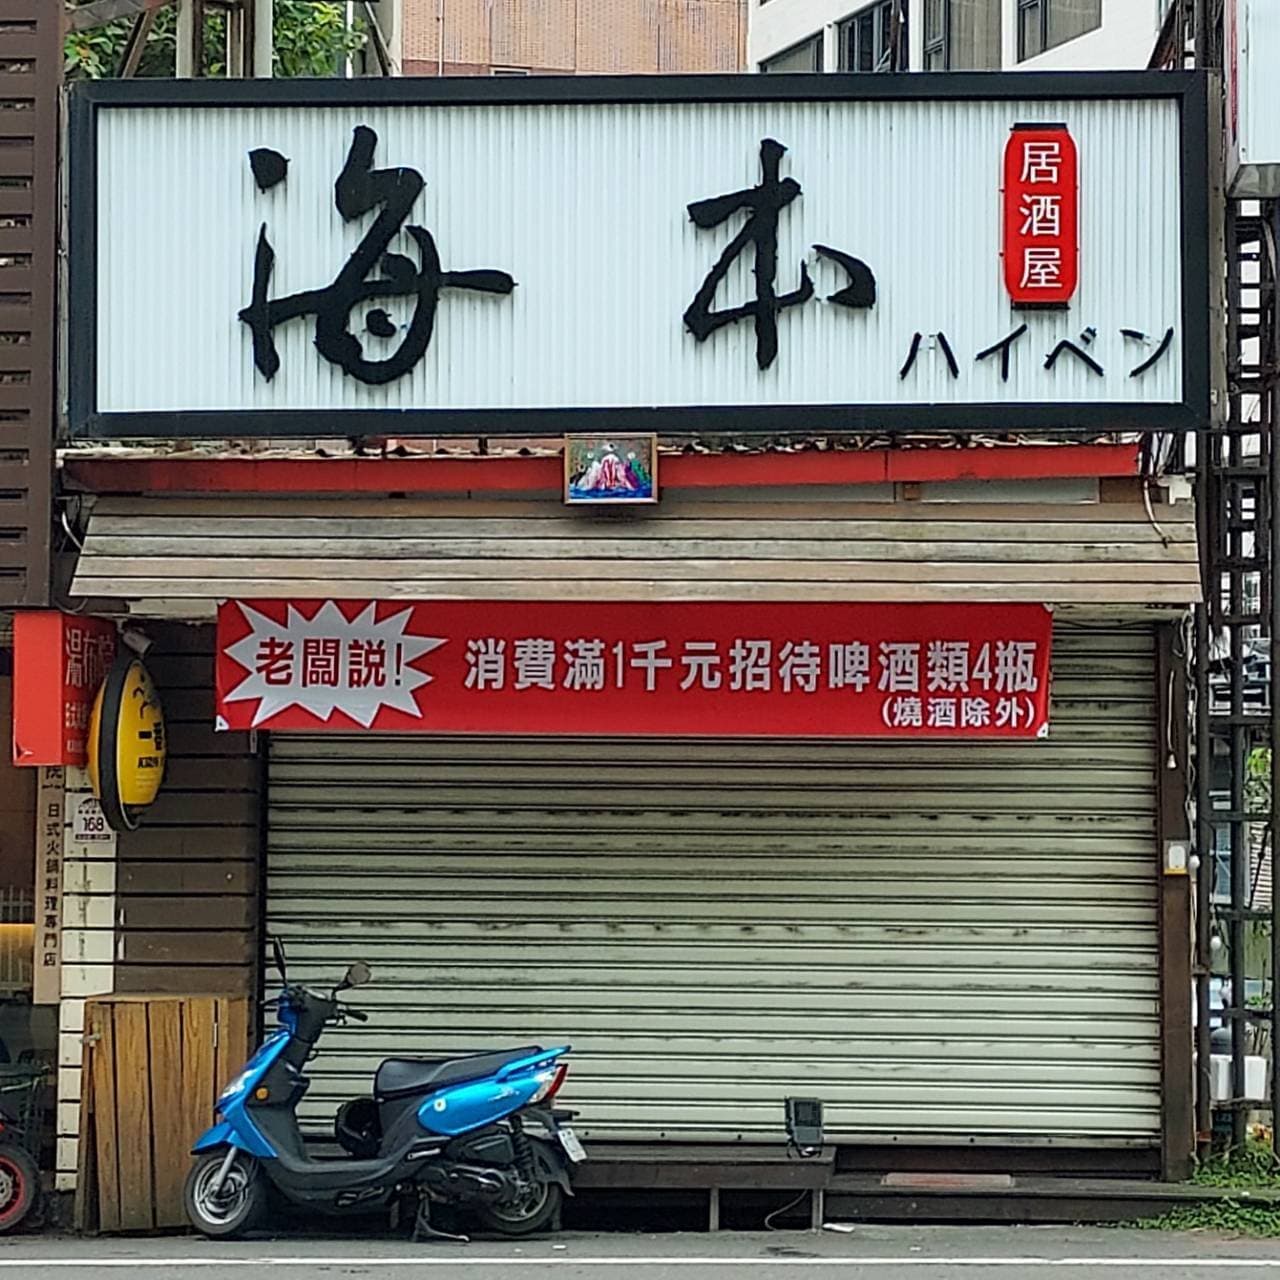 海本
居酒屋
ハイベン
老闆説!
消費滿1千元招待啤酒類4瓶
(燒酒除外)
168
日式火鍋料理專門店